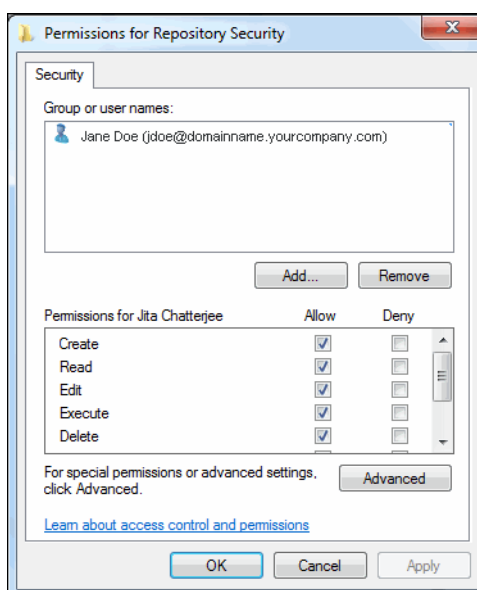 Permissions for Repository Security
X
Security
Group or user names:
Jane Doe (jdoe@domainname.yourcompany.com)
Add... Remove
Permissions for Jita Chatterjee Allow Deny
Create
Read
Edit
Execute
Delete
For special permissions or advanced settings, Advanced
click Advanced.
Learn about access control and permissions
OK Cancel Apply